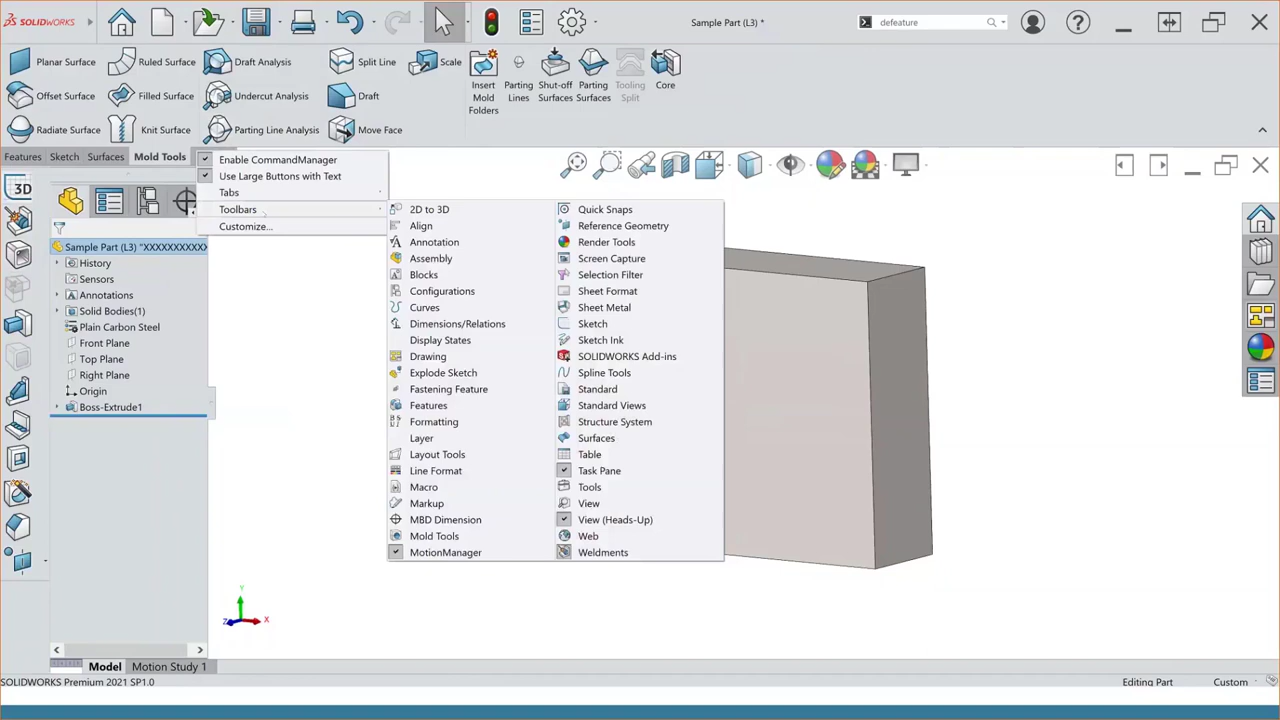 SOLIDWORKS
Sample Part (L3) *
defeature
Planar Surface
Ruled Surface
Draft Analysis
Split Line
Scale
Insert
Mold
Folders
Parting
Lines
Shut-off
Surfaces
Parting
Surfaces
Tooling
Split
Core
Offset Surface
Filled Surface
Undercut Analysis
Draft
Radiate Surface
Knit Surface
Parting Line Analysis
Move Face
Features
Sketch
Surfaces
Mold Tools
Enable CommandManager
Use Large Buttons with Text
Tabs
Toolbars
Customize...
3D
Sample Part (L3) "XXXXXXXXXX
History
Sensors
Annotations
Solid Bodies(1)
Plain Carbon Steel
Front Plane
Top Plane
Right Plane
Origin
Boss-Extrude1
2D to 3D
Align
Annotation
Assembly
Blocks
Configurations
Curves
Dimensions/Relations
Display States
Drawing
Explode Sketch
Fastening Feature
Features
Formatting
Layer
Layout Tools
Line Format
Macro
Markup
MBD Dimension
Mold Tools
MotionManager
Quick Snaps
Reference Geometry
Render Tools
Screen Capture
Selection Filter
Sheet Format
Sheet Metal
Sketch
Sketch Ink
SOLIDWORKS Add-ins
Spline Tools
Standard
Standard Views
Structure System
Surfaces
Table
Task Pane
Tools
View
View (Heads-Up)
Web
Weldments
Y
Z
X
Model
Motion Study 1
SOLIDWORKS Premium 2021 SP1.0
Editing Part
Custom